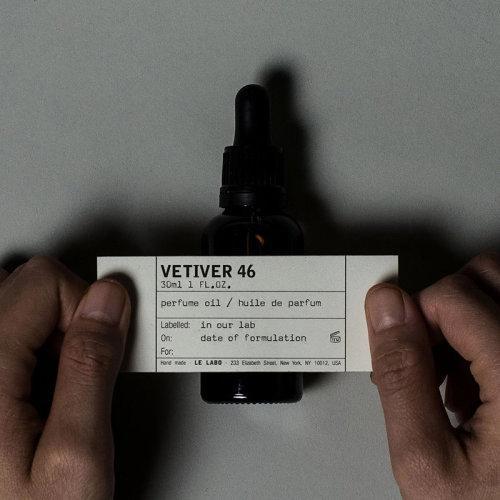 VETIVER 46
30ml 1 FL.OZ.
perfume oil / huile de parfum
Labelled: in our lab
On: date of formulation
For:
Hand made - LE LABO - 233 Elizabeth Street, New York, NY 10012, USA